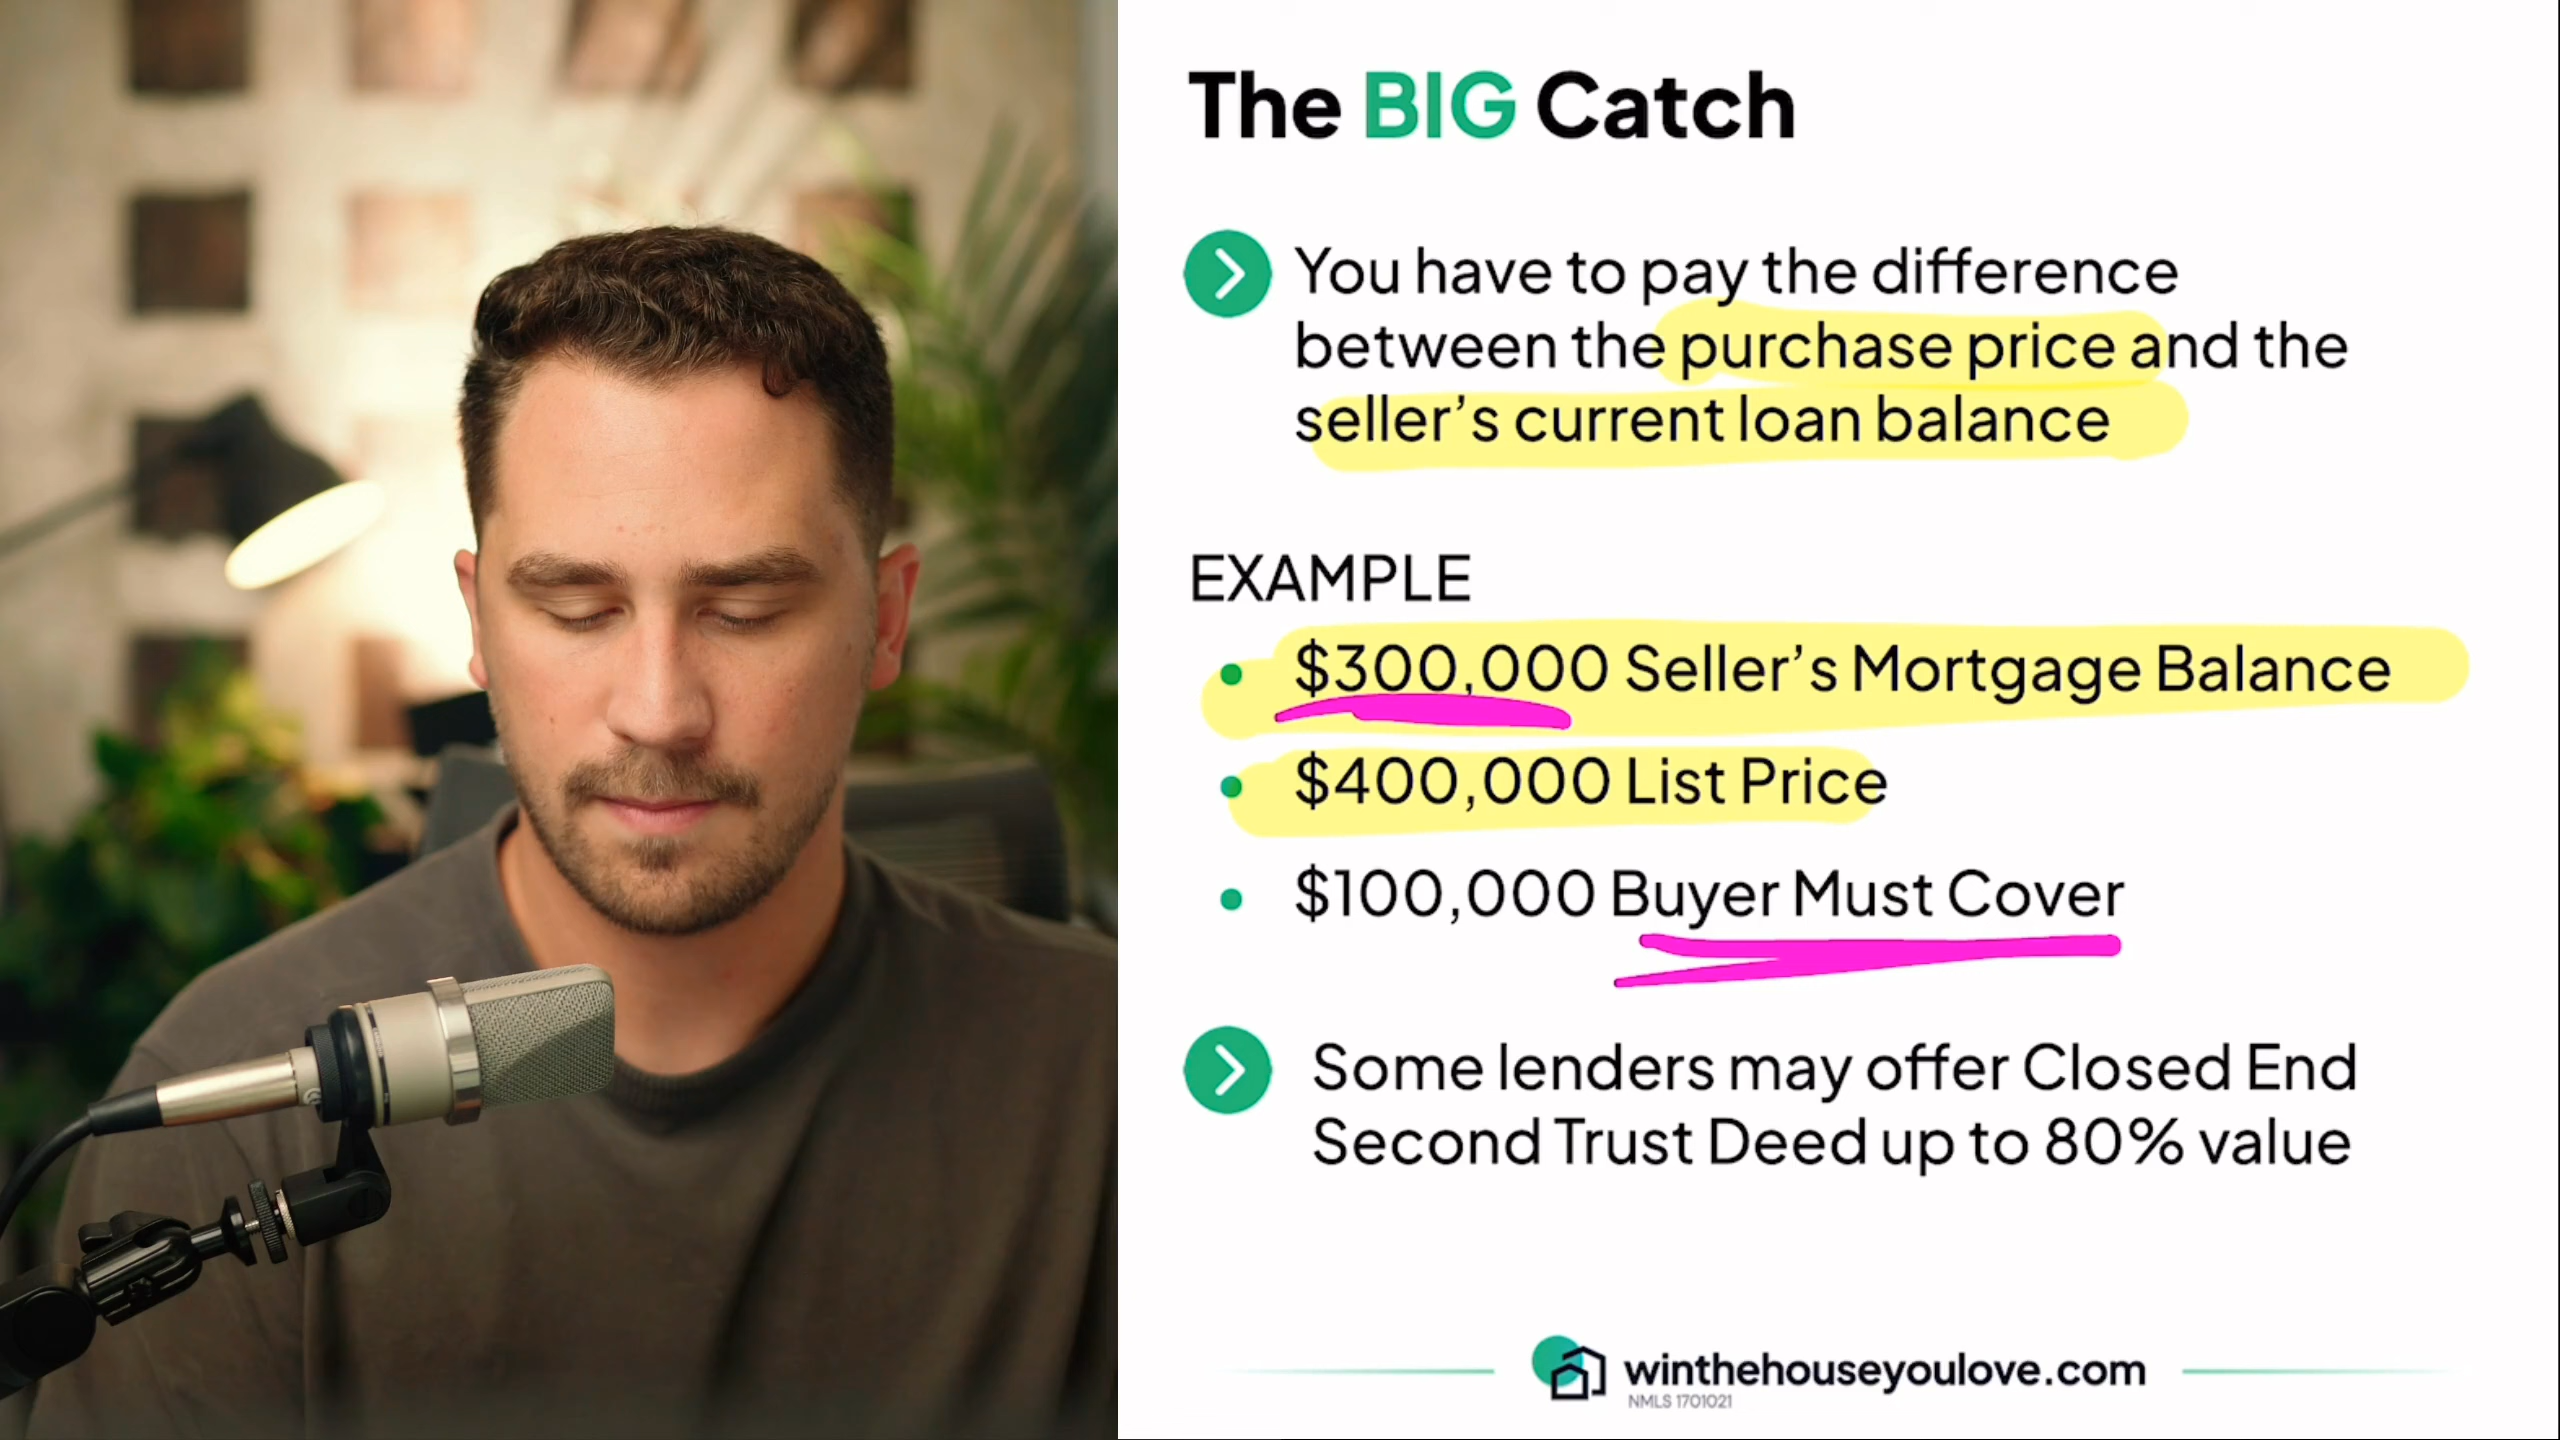 The BIG Catch
You have to pay the difference
between the purchase price and the
seller’s current loan balance
EXAMPLE
• $300,000 Seller’s Mortgage Balance
• $400,000 List Price
• $100,000 Buyer Must Cover
Some lenders may offer Closed End
Second Trust Deed up to 80% value
winthehouseyoulove.com
NMLS 1701021